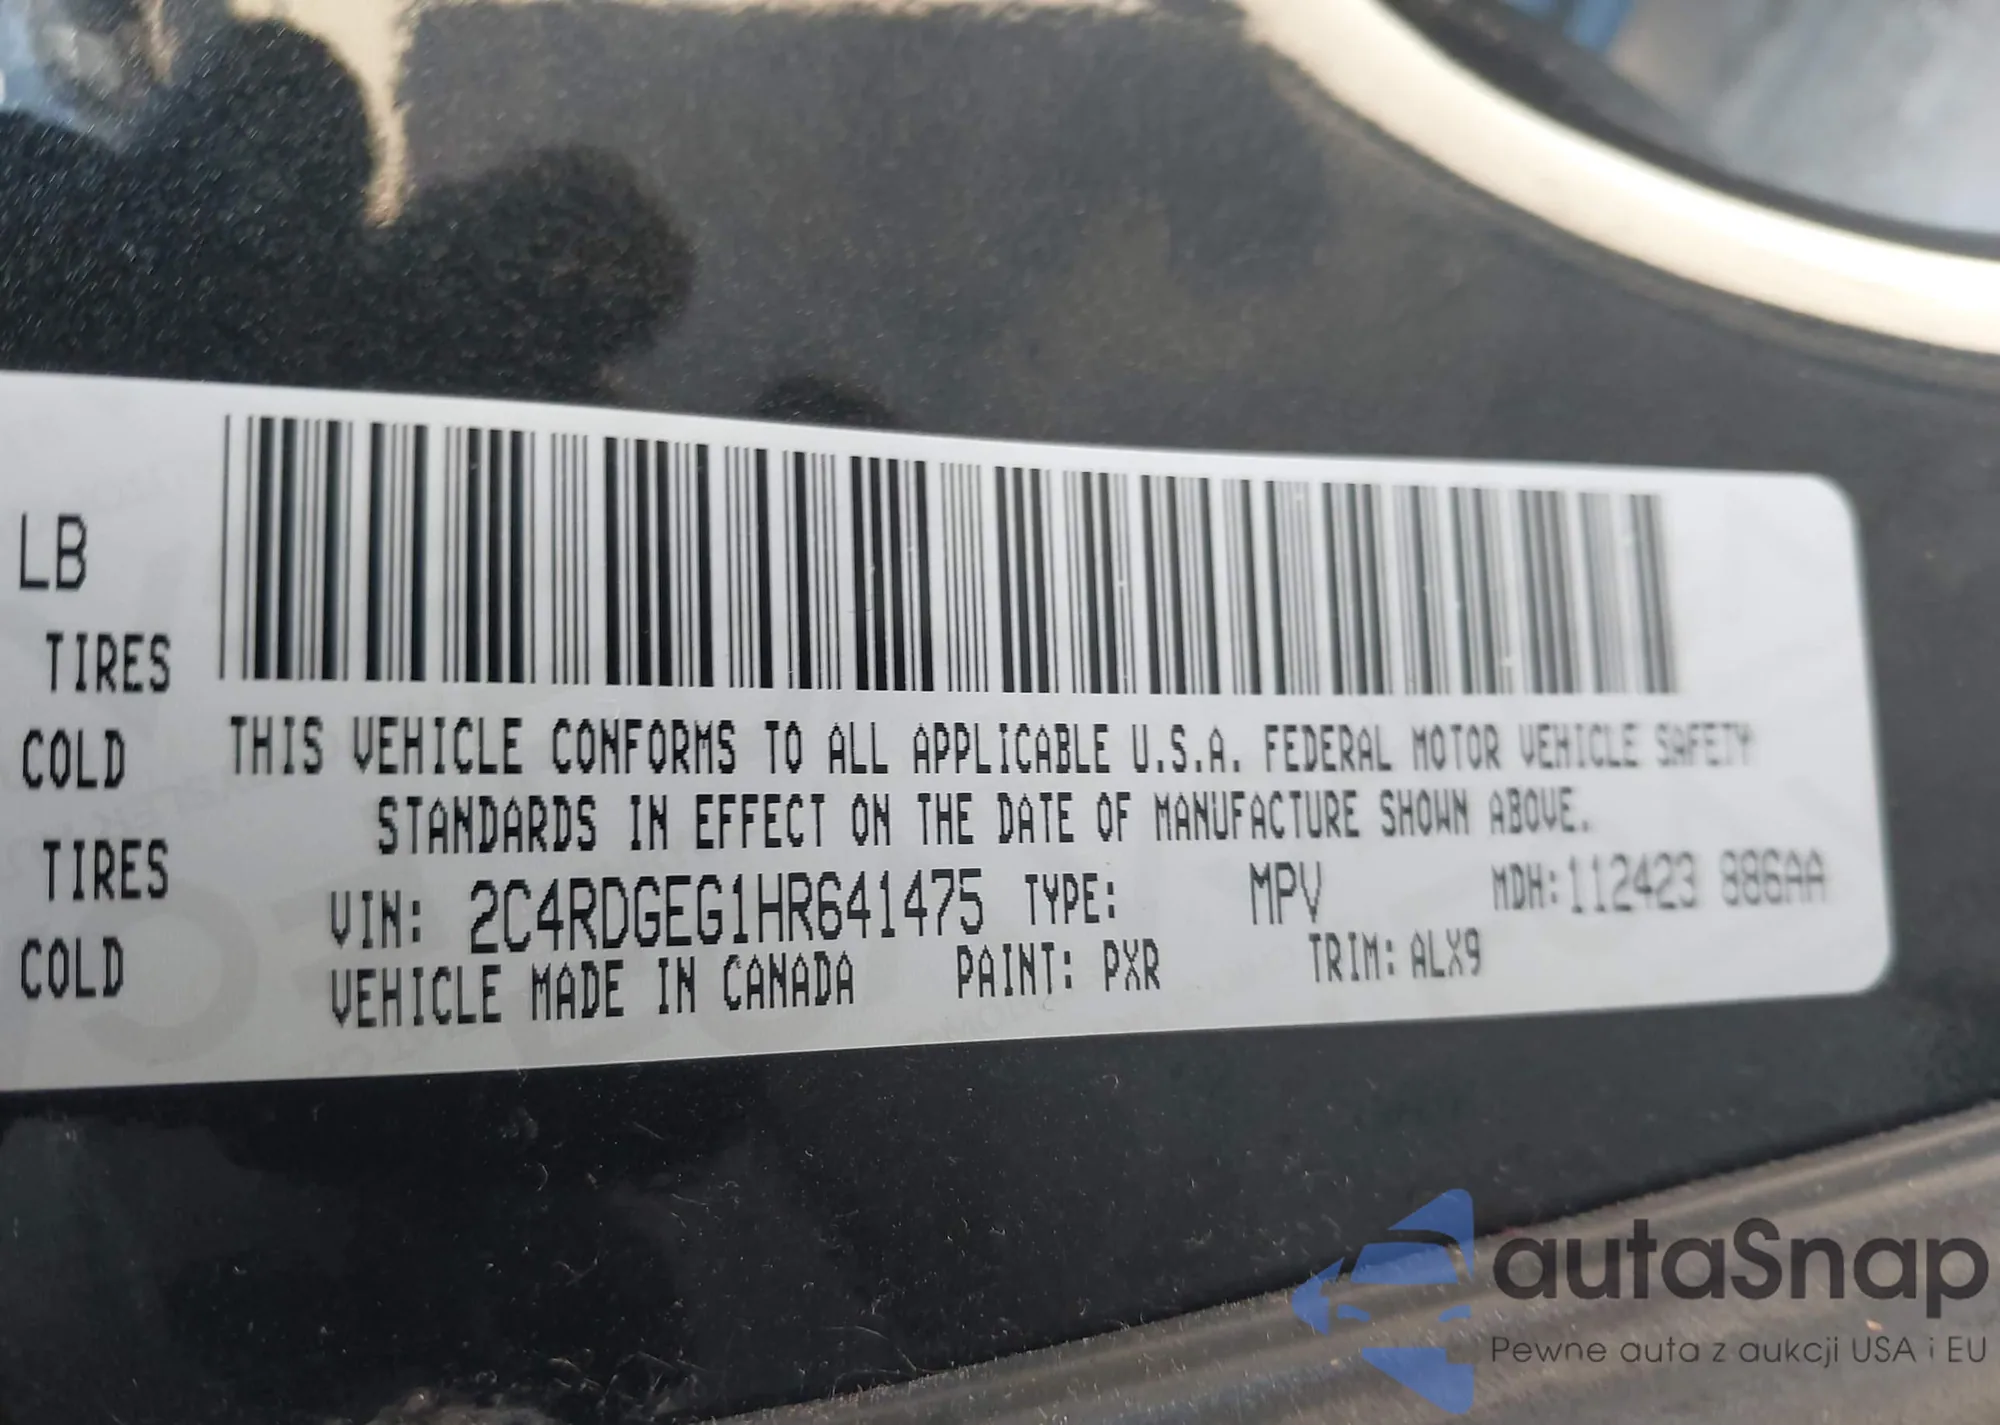 LB
TIRES
COLD
TIRES
COLD
THIS VEHICLE CONFORMS TO ALL APPLICABLE U.S.A. FEDERAL MOTOR VEHICLE SAFETY
STANDARDS IN EFFECT ON THE DATE OF MANUFACTURE SHOWN ABOVE.
VIN: 2C4RDGEG1HR641475 TYPE: MPV MDH:112423 886AA
VEHICLE MADE IN CANADA PAINT: PXR TRIM: ALX9
autaSnap
Pewne auta z aukcji USA i EU